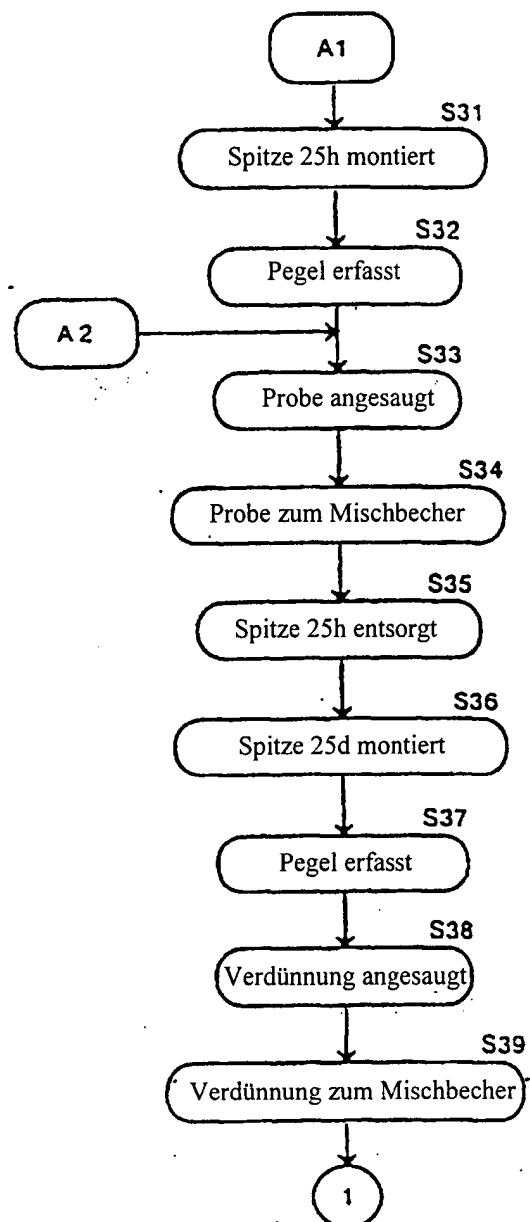 A1
S31
Spitze 25h montiert
S32
Pegel erfasst
A2
S33
Probe angesaugt
S34
Probe zum Mischbecher
S35
Spitze 25h entsorgt
S36
Spitze 25d montiert
S37
Pegel erfasst
S38
Verdünnung angesaugt
S39
Verdünnung zum Mischbecher
1